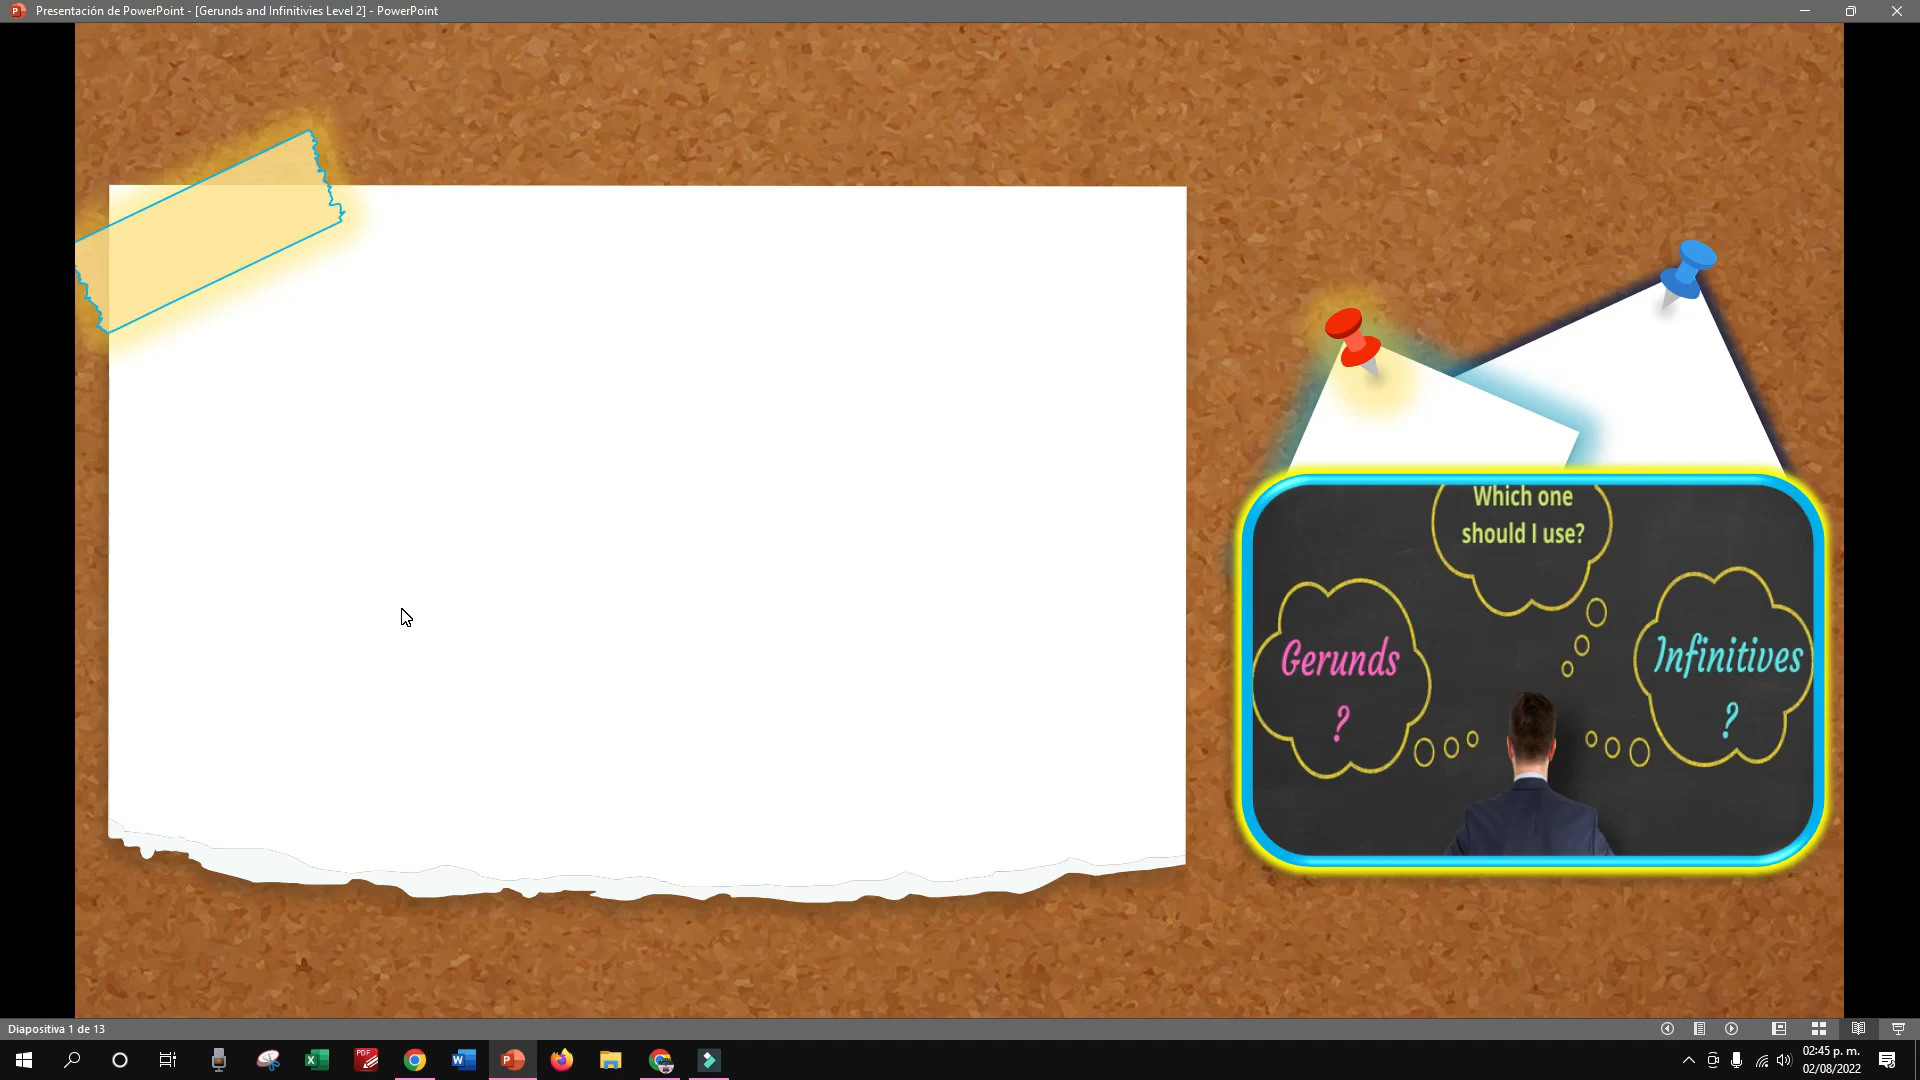 Presentación de PowerPoint - [Gerunds and Infinitivies Level 2] - PowerPoint
Which one
should I use?
Gerunds
?
Infinitives
?
Diapositiva 1 de 13
02:45 p. m.
02/08/2022